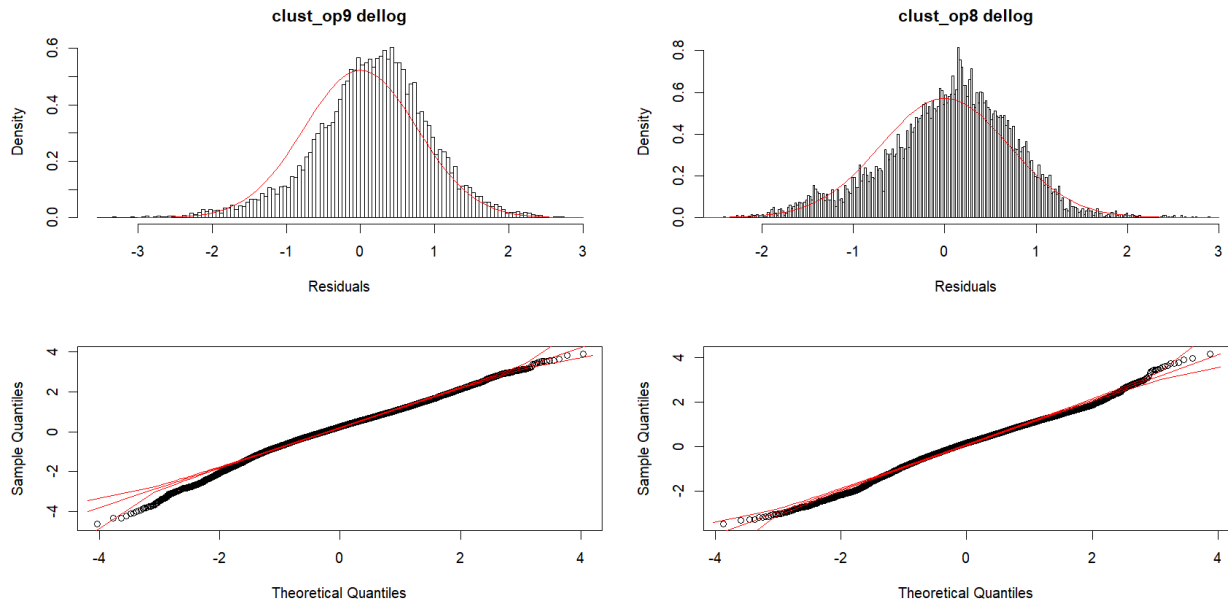 clust_op9 dellog
Density
0.0 0.2 0.4 0.6
-3 -2 -1 0 1 2 3
Residuals
clust_op8 dellog
Density
0.0 0.2 0.4 0.6 0.8
-2 -1 0 1 2 3
Residuals
Sample Quantiles
-4 -2 0 2 4
-4 -2 0 2 4
Theoretical Quantiles
Sample Quantiles
-2 0 2 4
-4 -2 0 2 4
Theoretical Quantiles